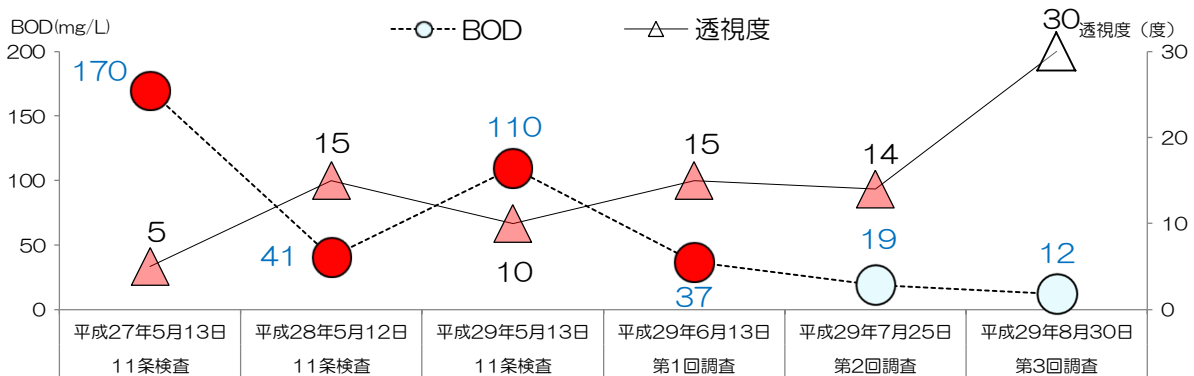 BOD(mg/L)
BOD
透視度
透視度（度）
200
150
100
50
0
30
20
10
0
170
41
110
37
19
12
5
15
10
15
14
30
平成27年5月13日
平成28年5月12日
平成29年5月13日
平成29年6月13日
平成29年7月25日
平成29年8月30日
11条検査
11条検査
11条検査
第1回調査
第2回調査
第3回調査